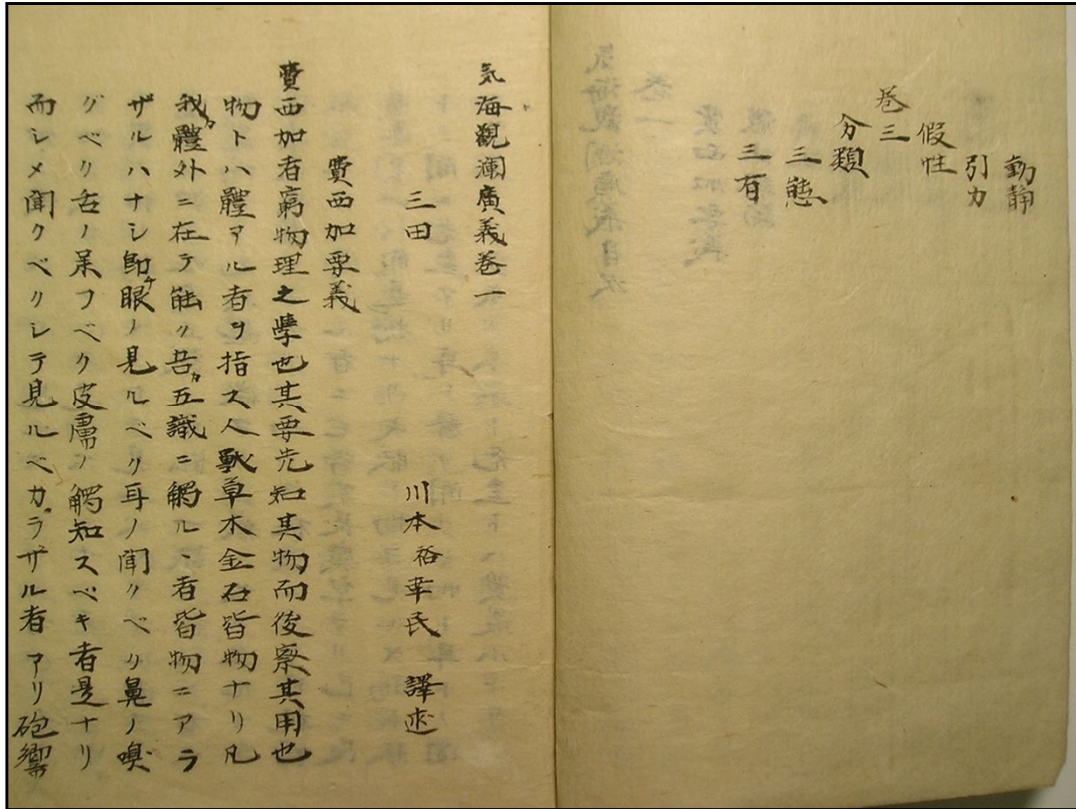 動静
引力
假性
巻三
分類
三態
三有
気海觀瀾廣義巻一
三田　川本裕幸民　譯述
費西加要義
費西加者窮物理之學也其要先知其物而後察其用也
物トハ體アル者ヲ指ス人獸草木金石皆物ナリ凡
我カ體外ニ在テ能ク吾カ五識ニ觸ルヽ者皆物ニアラ
ザルハナシ即チ眼ノ見ルベク耳ノ聞クベク鼻ノ嗅
グベク舌ノ味フベク皮膚ノ觸知スベキ者是ナリ
而シメ聞クベクシテ見ルベカラザル者アリ砲響ノ